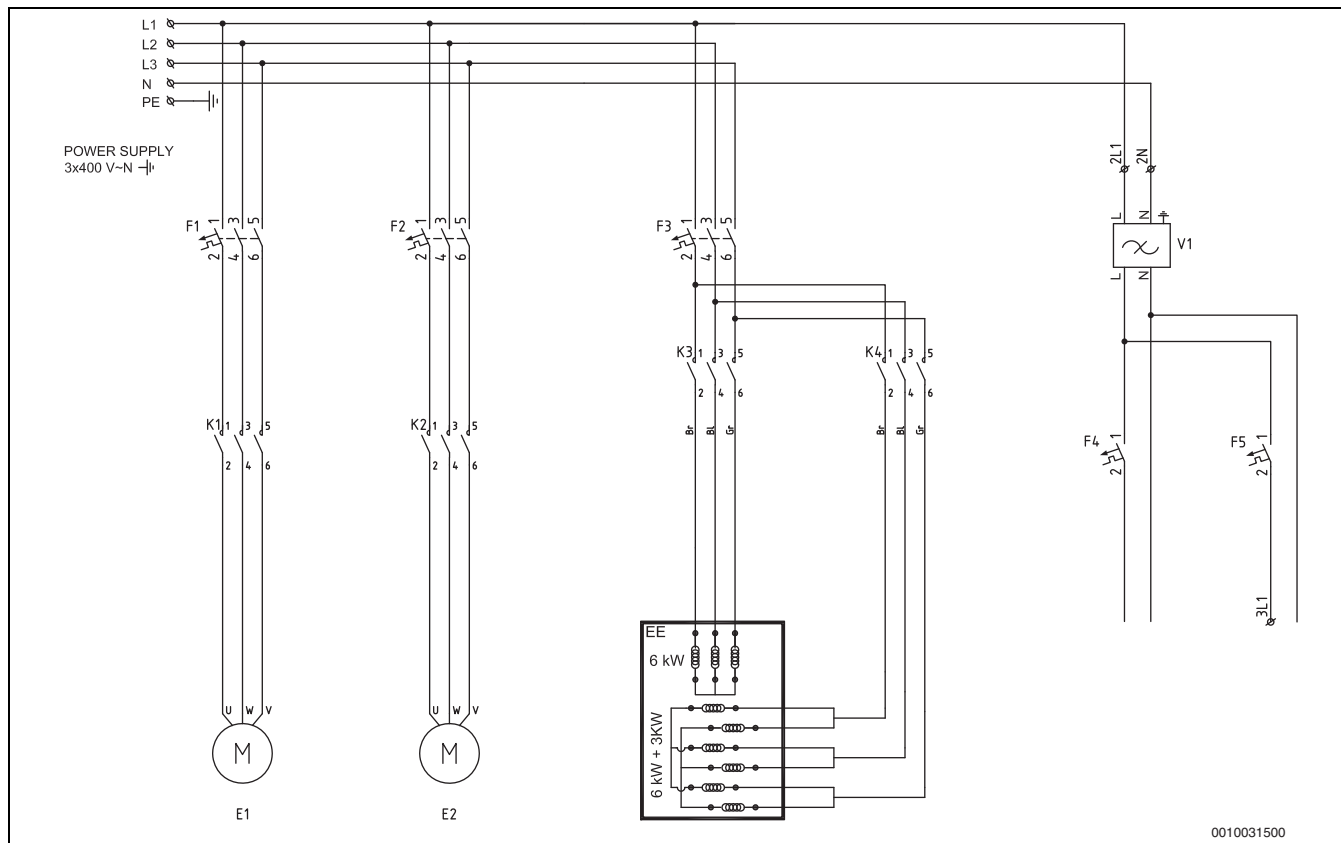 L1
L2
L3
N
PE
POWER SUPPLY
3x400 V~N
2L1 2N
F1 1 3 5
2 4 6
F2 1 3 5
2 4 6
F3 1 3 5
2 4 6
L N
V1
L N
K3 1 3 5
2 4 6
Br Bl Gr
K4 1 3 5
2 4 6
Br Bl Gr
K1 1 3 5
2 4 6
K2 1 3 5
2 4 6
F4 1
2
F5 1
2
3L1
EE
6 kW
6 kW + 3KW
U W V
M
E1
U W V
M
E2
0010031500